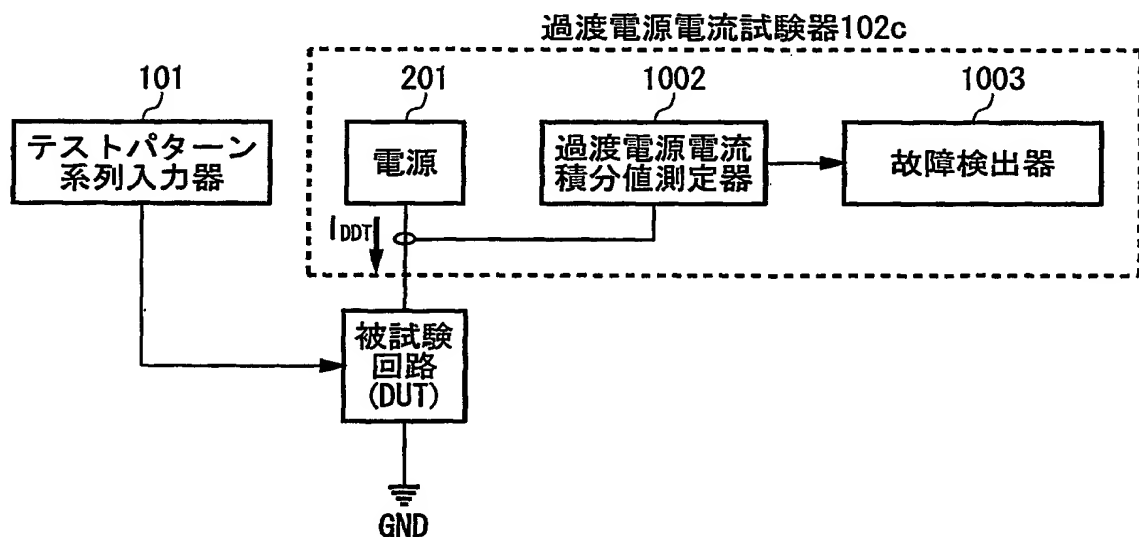 過渡電源電流試験器102c
101
201
1002
1003
テストパターン
系列入力器
電源
過渡電源電流
積分値測定器
故障検出器
IDDT
被試験
回路
(DUT)
GND